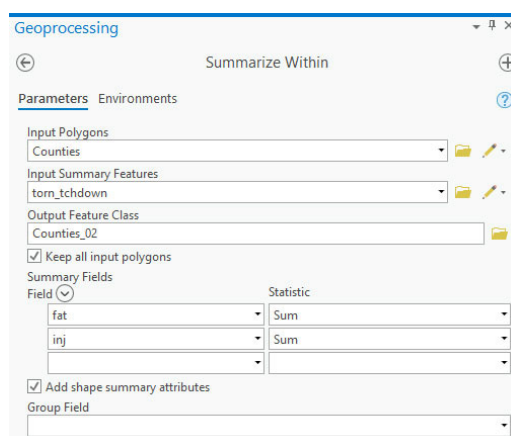 Geoprocessing
Summarize Within
Parameters Environments
Input Polygons
Counties
Input Summary Features
torn_tchdown
Output Feature Class
Counties_02
Keep all input polygons
Summary Fields
Field Statistic
fat Sum
inj Sum
Add shape summary attributes
Group Field